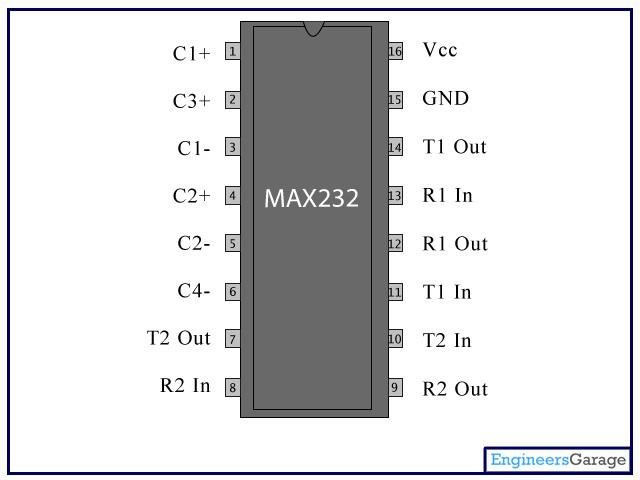 C1+ 1 16 Vcc
C3+ 2 15 GND
C1- 3 14 T1 Out
C2+ 4 MAX232 13 R1 In
C2- 5 12 R1 Out
C4- 6 11 T1 In
T2 Out 7 10 T2 In
R2 In 8 9 R2 Out
EngineersGarage